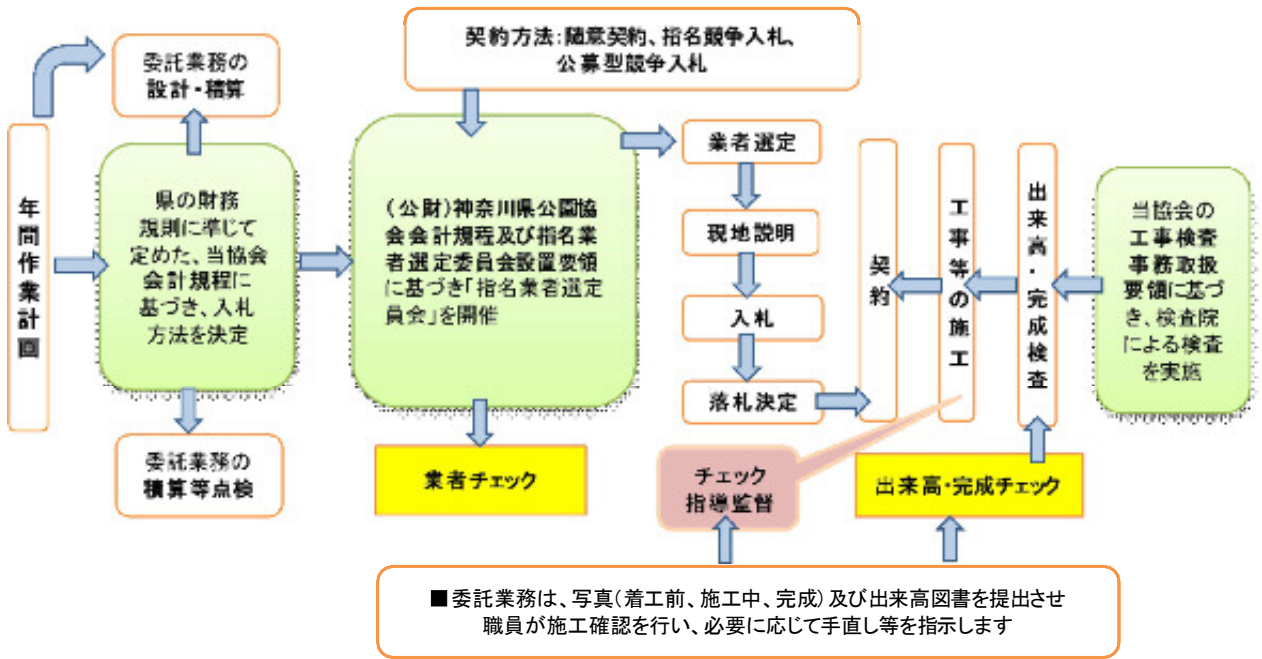 契約方法:随意契約、指名競争入札、
公募型競争入札
委託業務の
設計・積算
年間作業計画
県の財務
規則に準じて
定めた、当協会
会計規程に
基づき、入札
方法を決定
委託業務の
積算等点検
(公財)神奈川県公園協
会会計規程及び指名業
者選定委員会設置要領
に基づき「指名業者選定
員会」を開催
業者チェック
業者選定
現地説明
入札
落札決定
契約
工事等の施工
出来高・完成検査
当協会の
工事検査
事務取扱
要領に基づ
き、検査院
による検査
を実施
チェック
指導監督
出来高・完成チェック
■委託業務は、写真(着工前、施工中、完成)及び出来高図書を提出させ
職員が施工確認を行い、必要に応じて手直し等を指示します